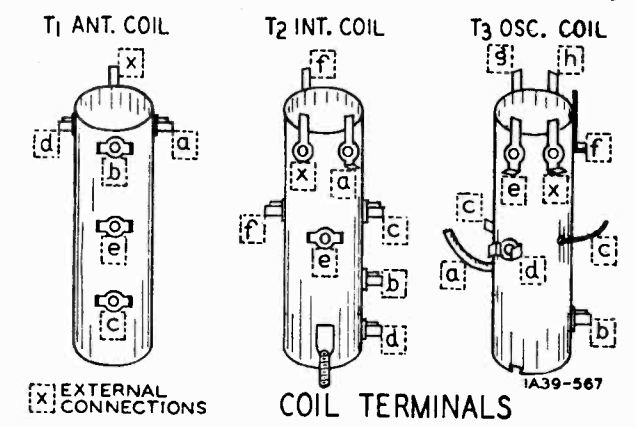 T1 ANT. COIL
x
d
a
b
e
c
T2 INT. COIL
f
x
a
f
c
e
b
d
T3 OSC. COIL
g
h
f
e
x
c
c
a
d
b
1A39-567
x EXTERNAL
CONNECTIONS
COIL TERMINALS